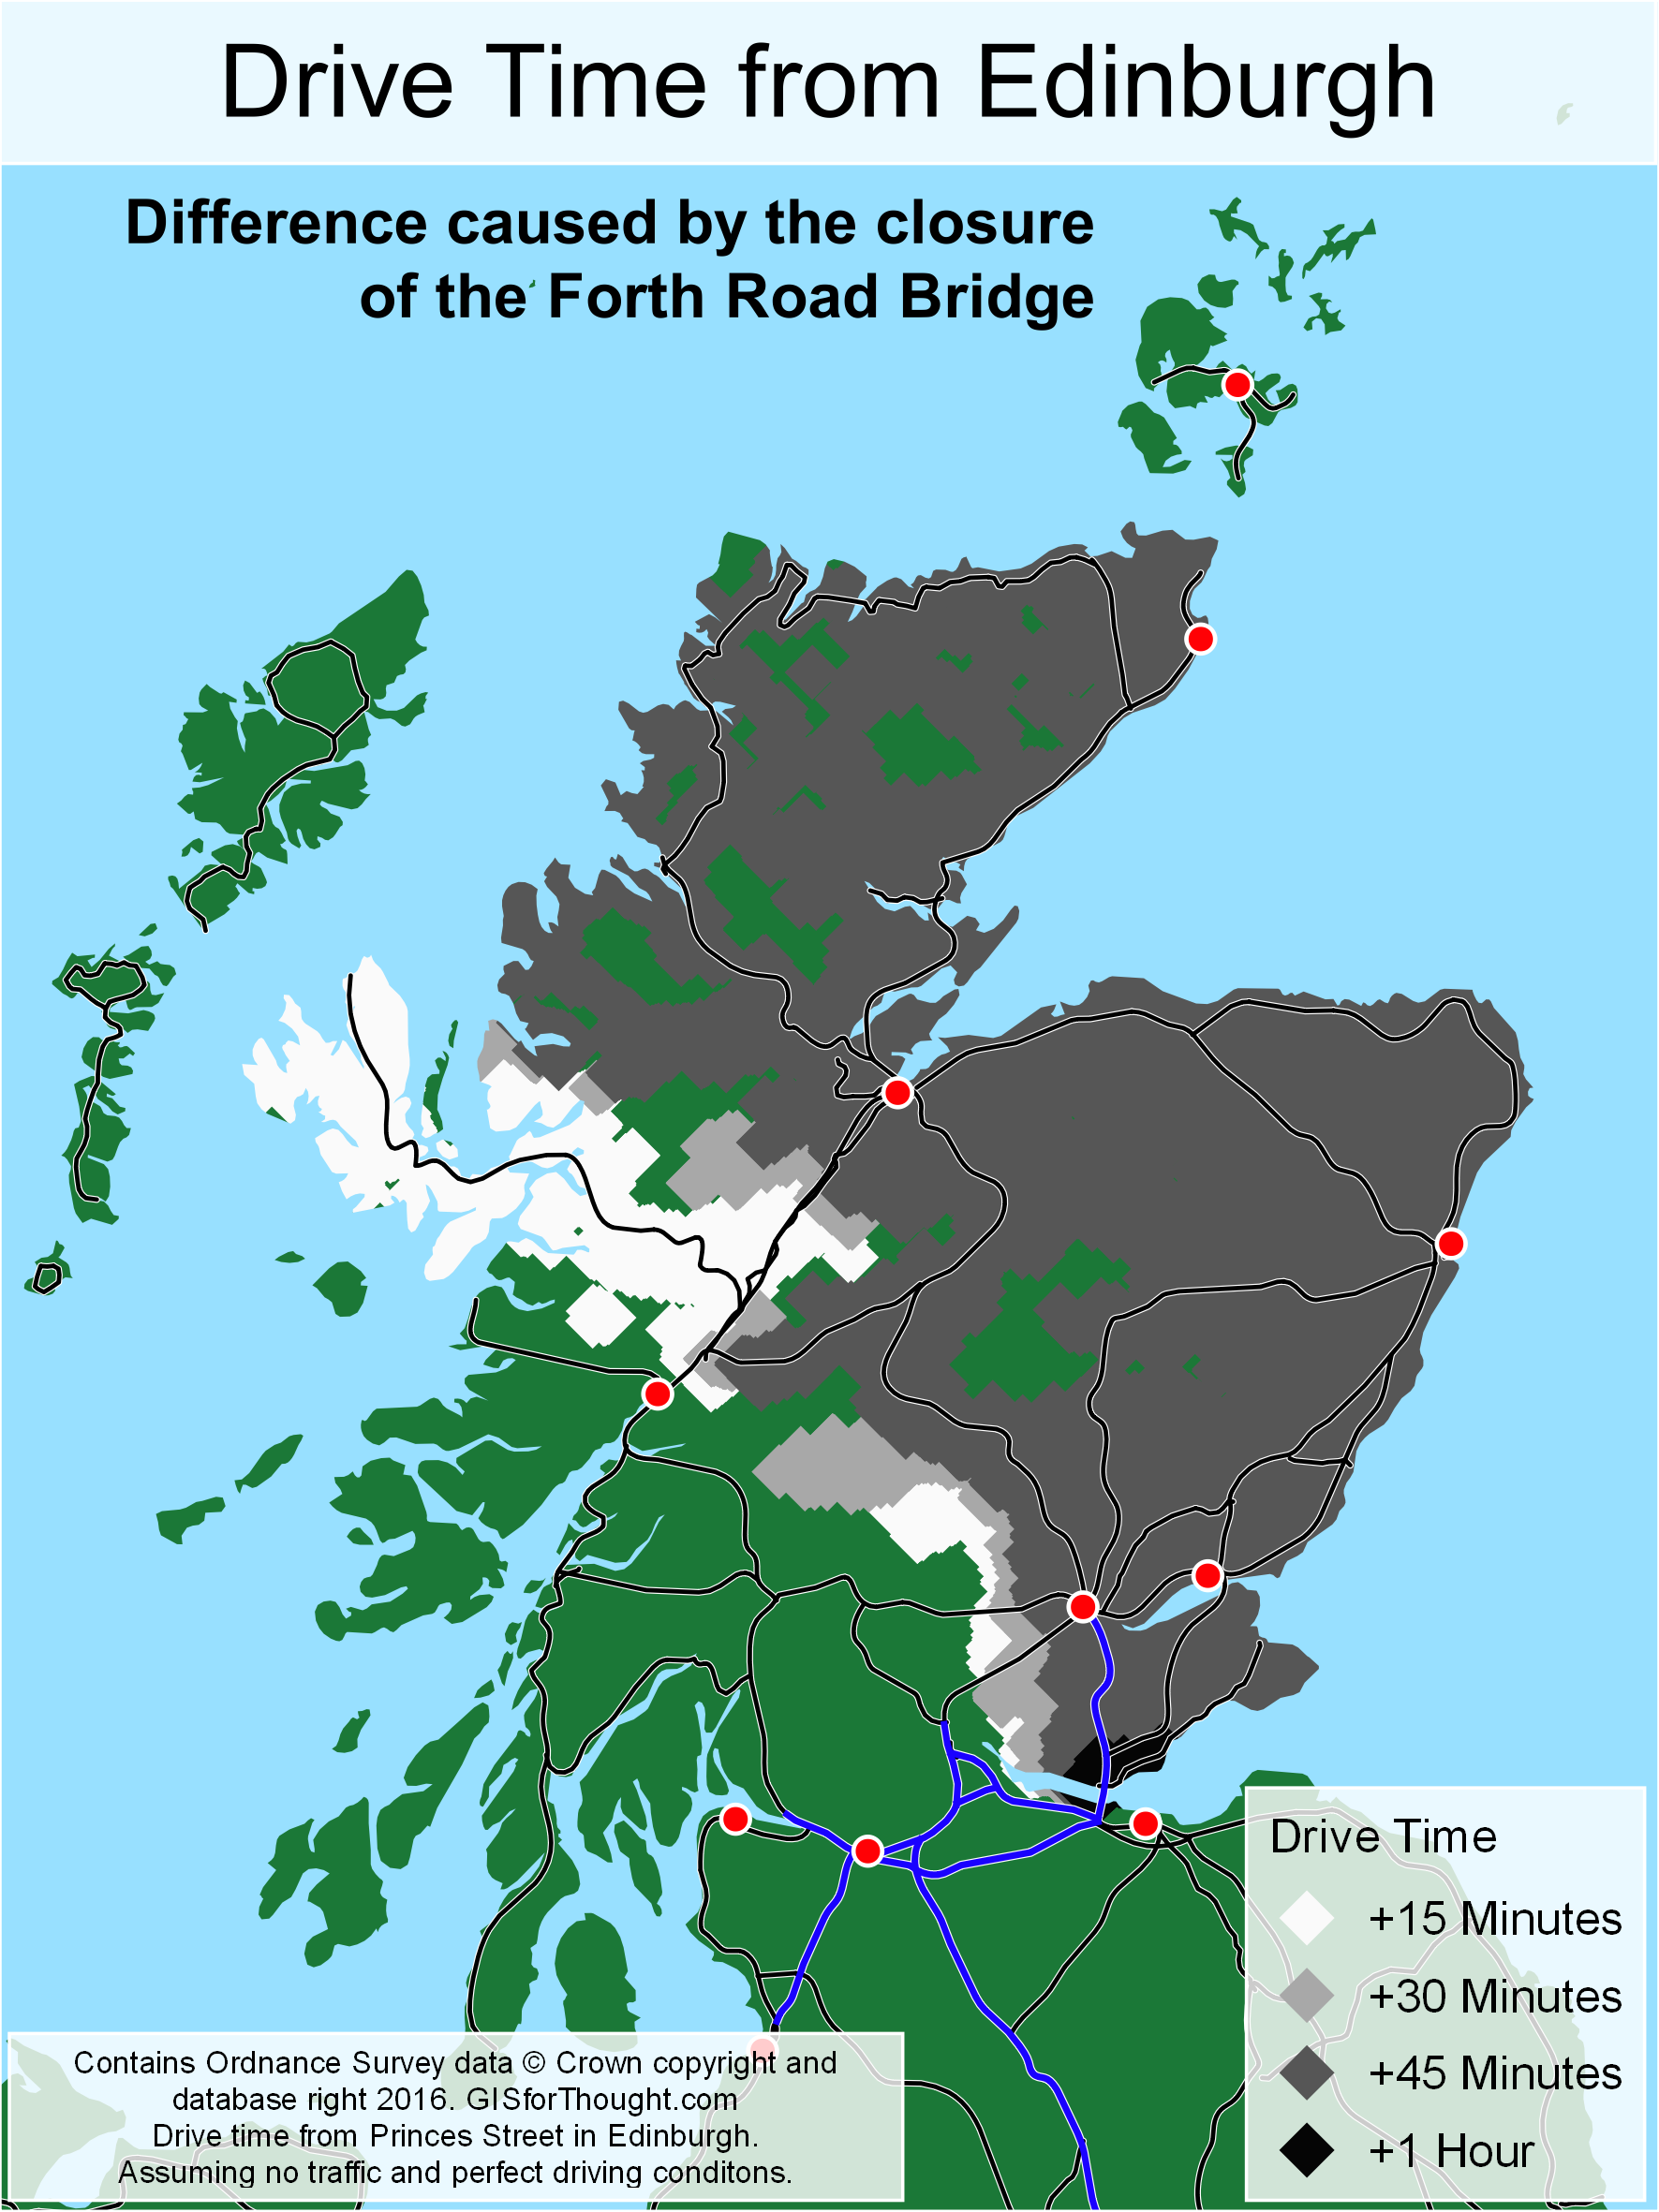 Drive Time from Edinburgh
Difference caused by the closure
of the Forth Road Bridge
Drive Time
+15 Minutes
+30 Minutes
+45 Minutes
+1 Hour
Contains Ordnance Survey data © Crown copyright and
database right 2016. GISforThought.com
Drive time from Princes Street in Edinburgh.
Assuming no traffic and perfect driving conditons.